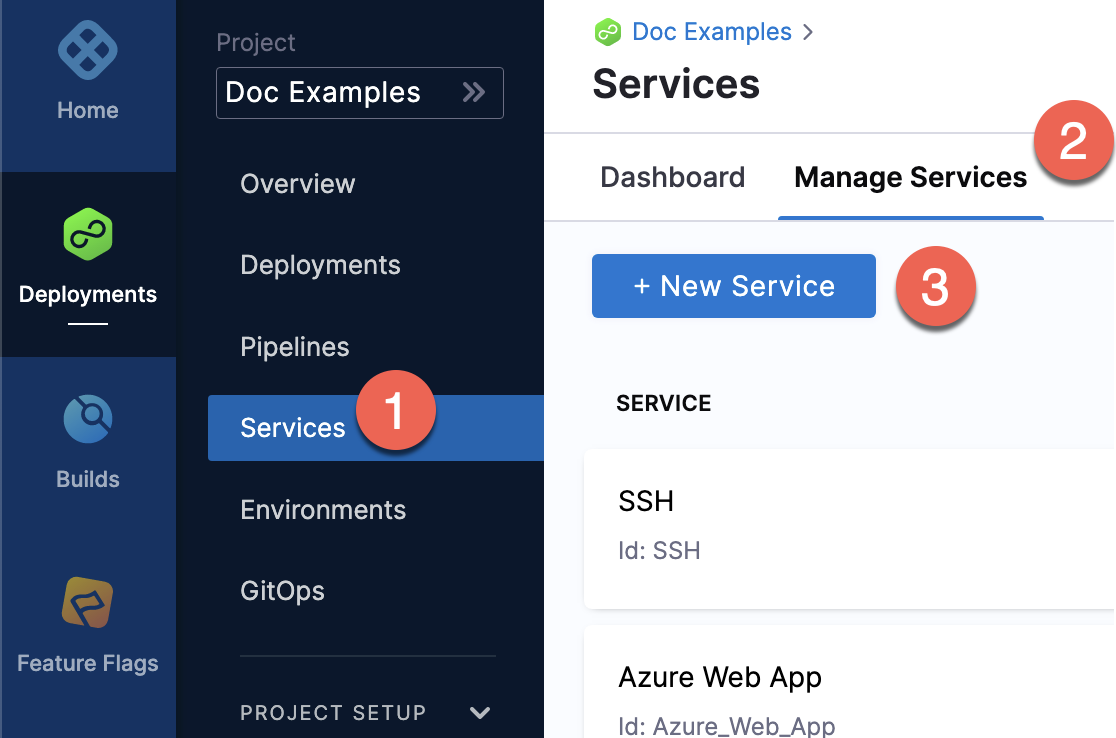 Home
Deployments
Builds
Feature Flags
Project
Doc Examples
Overview
Deployments
Pipelines
Services
1
Environments
GitOps
PROJECT SETUP
Doc Examples
Services
Dashboard
Manage Services
2
+ New Service
3
SERVICE
SSH
Id: SSH
Azure Web App
Id: Azure_Web_App